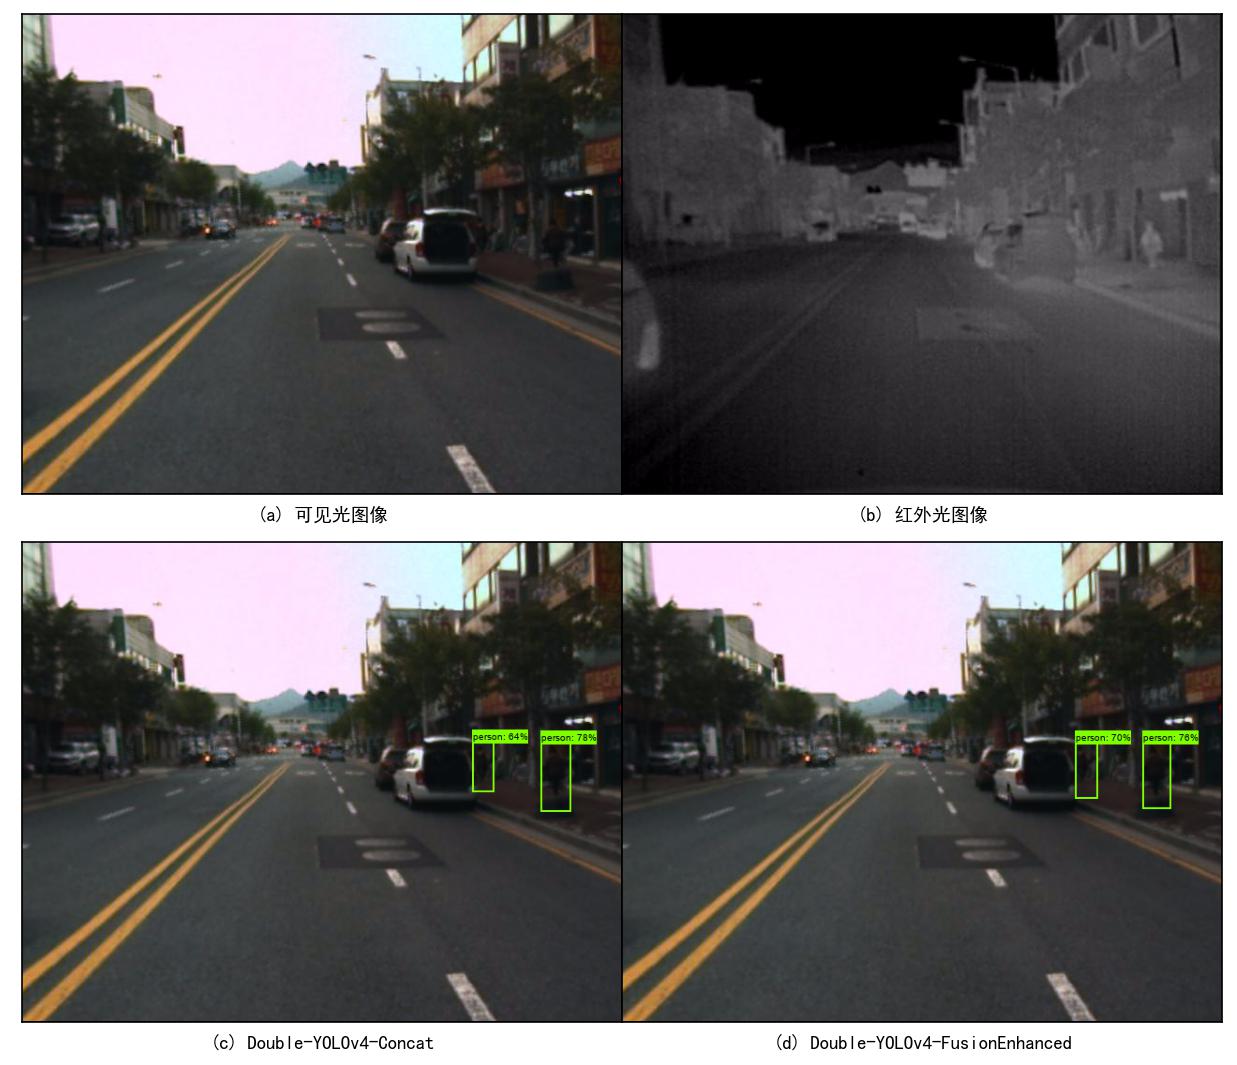 (a) 可见光图像
(b) 红外光图像
person: 64%
person: 78%
person: 70%
person: 76%
(c) Double-YOLOv4-Concat
(d) Double-YOLOv4-FusionEnhanced